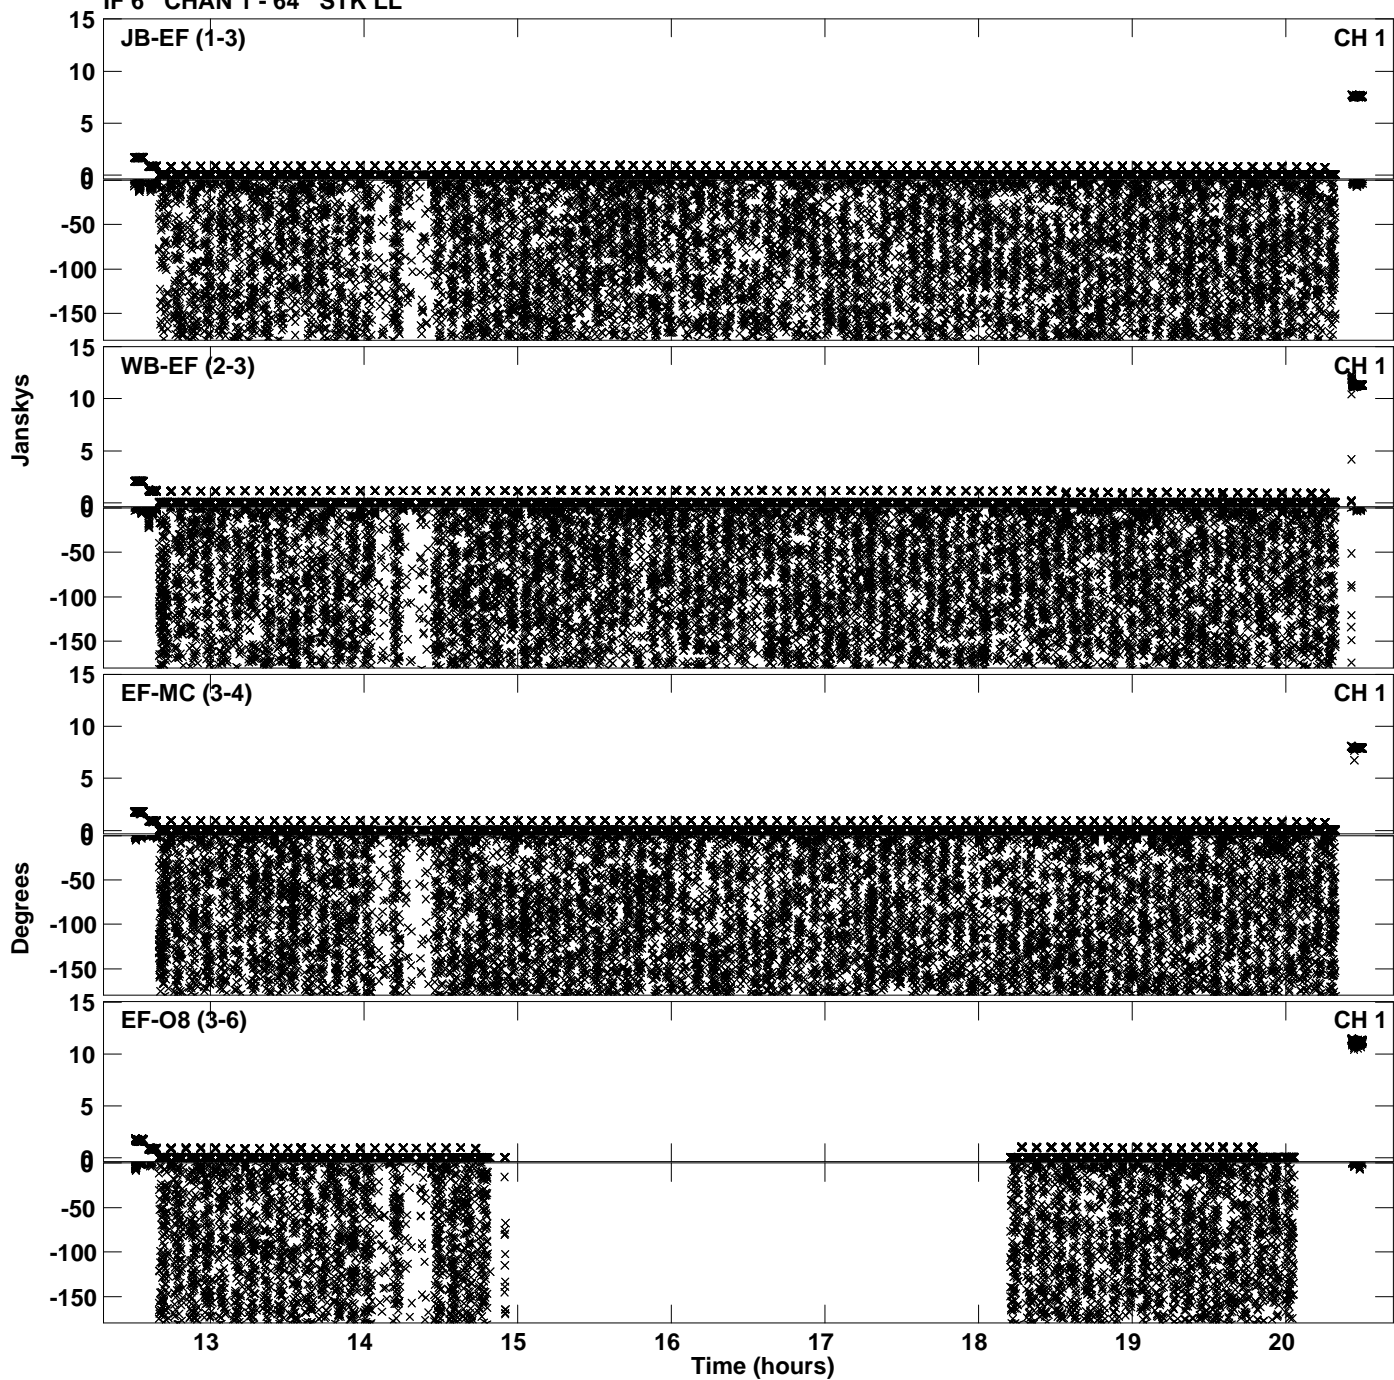 IF 6 CHAN 1 - 64 STK LL
15
JB-EF (1-3)
CH 1
10
5
0
0
-50
-100
-150
15
WB-EF (2-3)
CH 1
10
5
0
0
-50
-100
-150
Janskys
15
EF-MC (3-4)
CH 1
10
5
0
0
-50
-100
-150
Degrees
15
EF-O8 (3-6)
CH 1
10
5
0
0
-50
-100
-150
13 14 15 16 17 18 19 20
Time (hours)